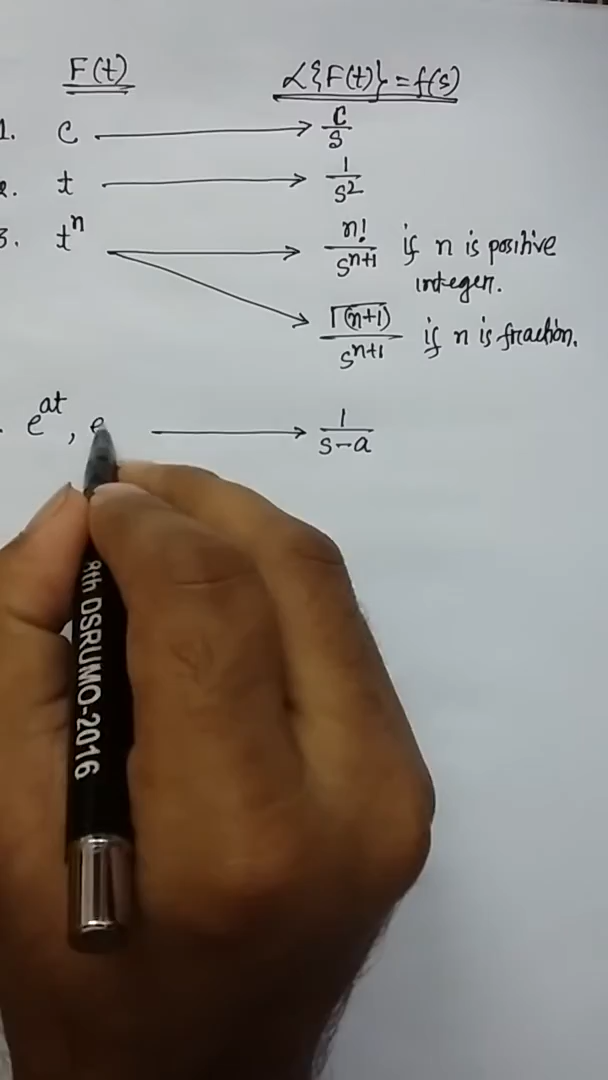 F(t) ℒ{F(t)} = f(s)
1. c → c/s
2. t → 1/s²
3. tⁿ → n!/sⁿ⁺¹ if n is positive
integer.
Γ(n+1)/sⁿ⁺¹ if n is fraction.
. eᵃᵗ, e → 1/(s-a)
8th DSRUMO-2016